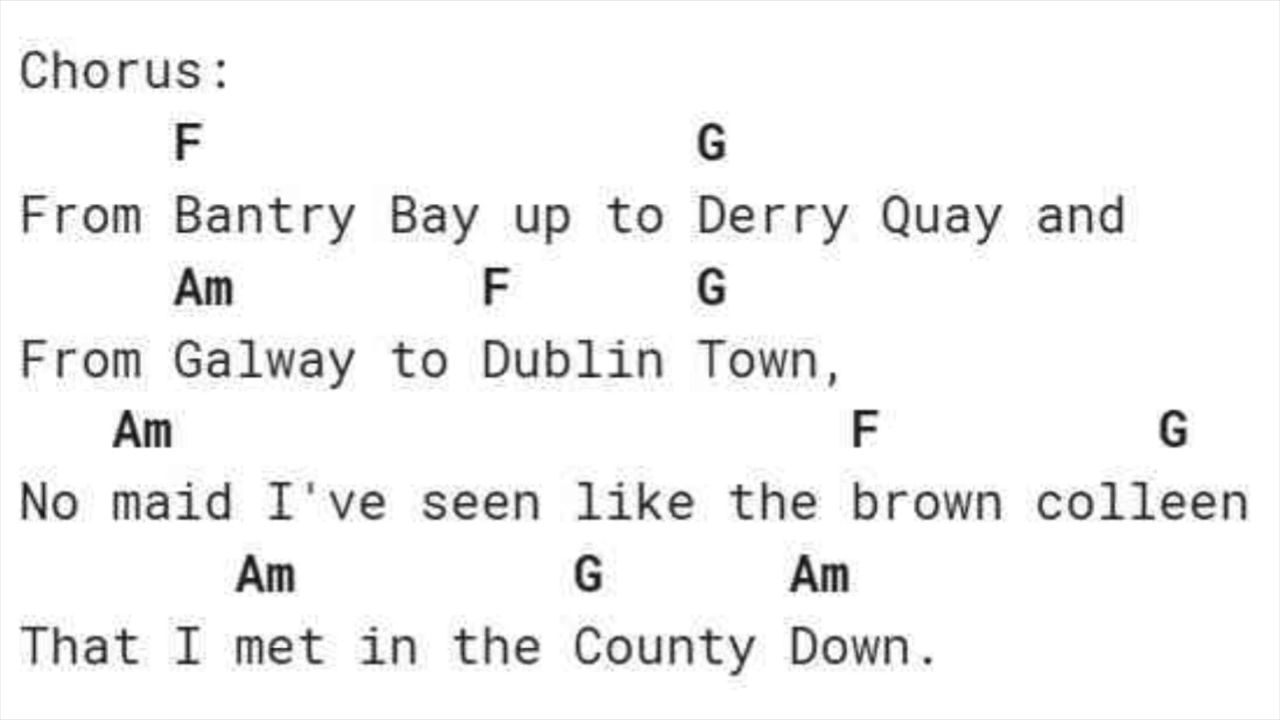 Chorus:
     F                G
From Bantry Bay up to Derry Quay and
     Am        F      G
From Galway to Dublin Town,
   Am                      F         G
No maid I've seen like the brown colleen
       Am         G      Am
That I met in the County Down.